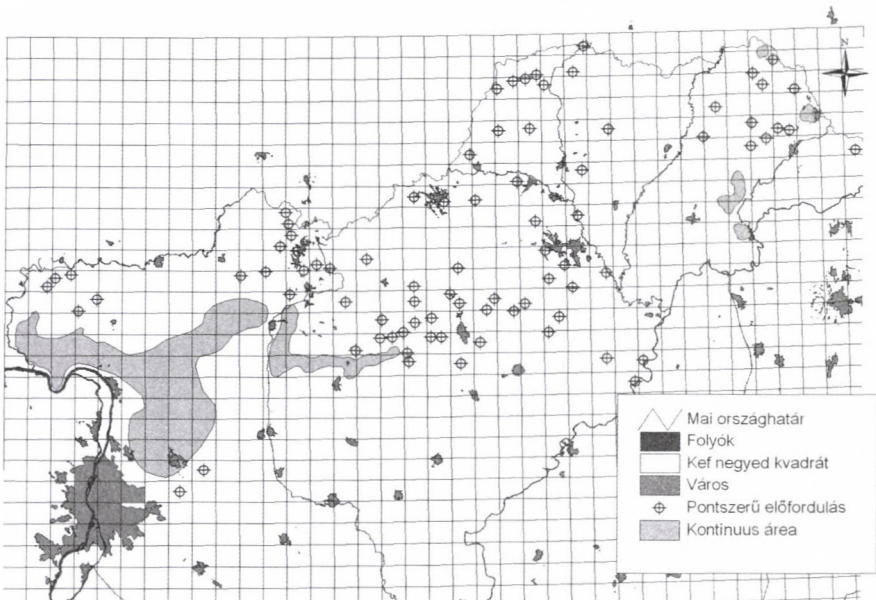 N
Mai országhatár
Folyók
Kef negyed kvadrát
Város
Pontszerű előfordulás
Kontinuus área